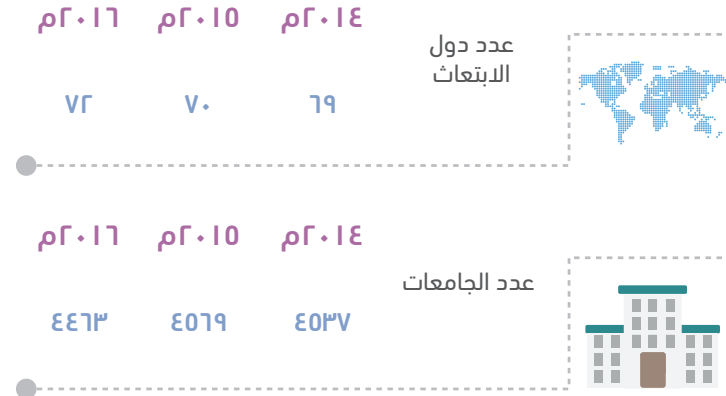 عدد دول
الابتعاث
٢٠١٤م ٢٠١٥م ٢٠١٦م
٦٩ ٧٠ ٧٢
عدد الجامعات
٢٠١٤م ٢٠١٥م ٢٠١٦م
٤٥٣٧ ٤٥٦٩ ٤٤٦٣